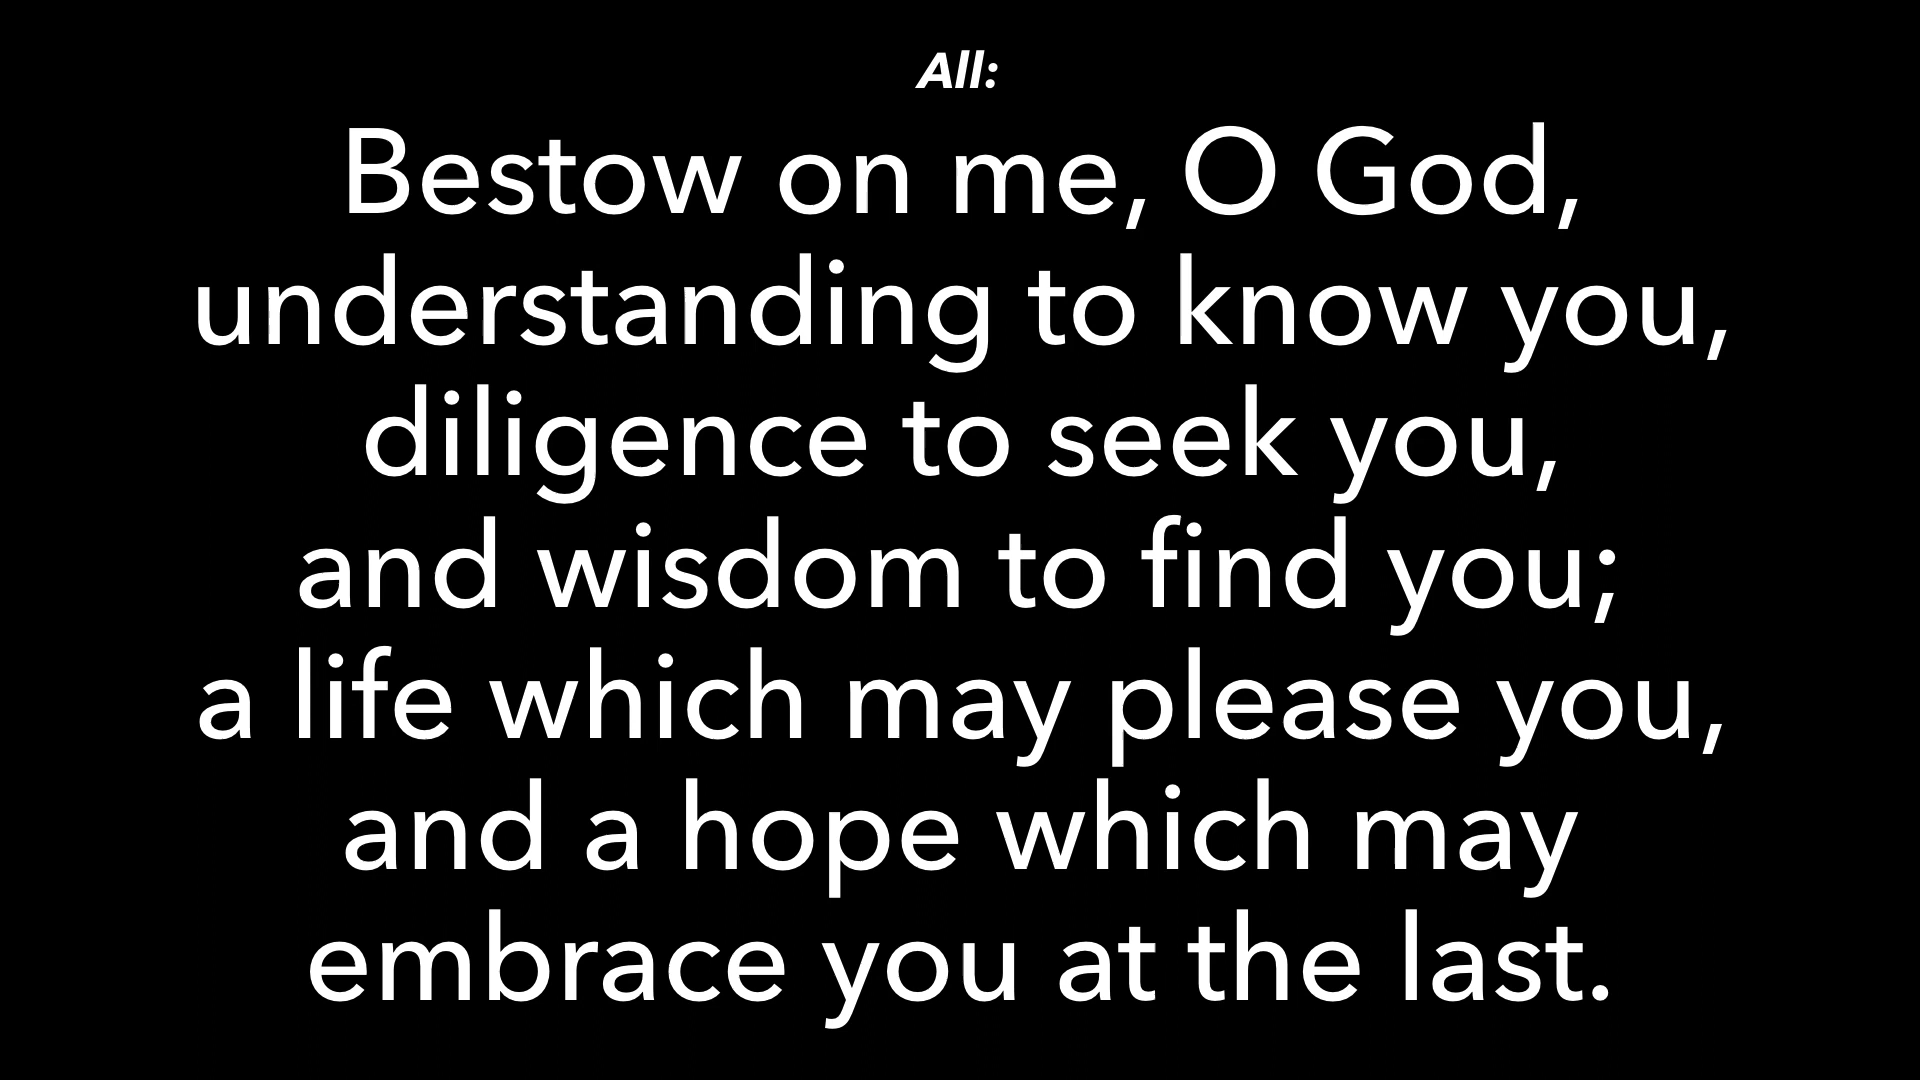 All:
Bestow on me, O God,
understanding to know you,
diligence to seek you,
and wisdom to find you;
a life which may please you,
and a hope which may
embrace you at the last.